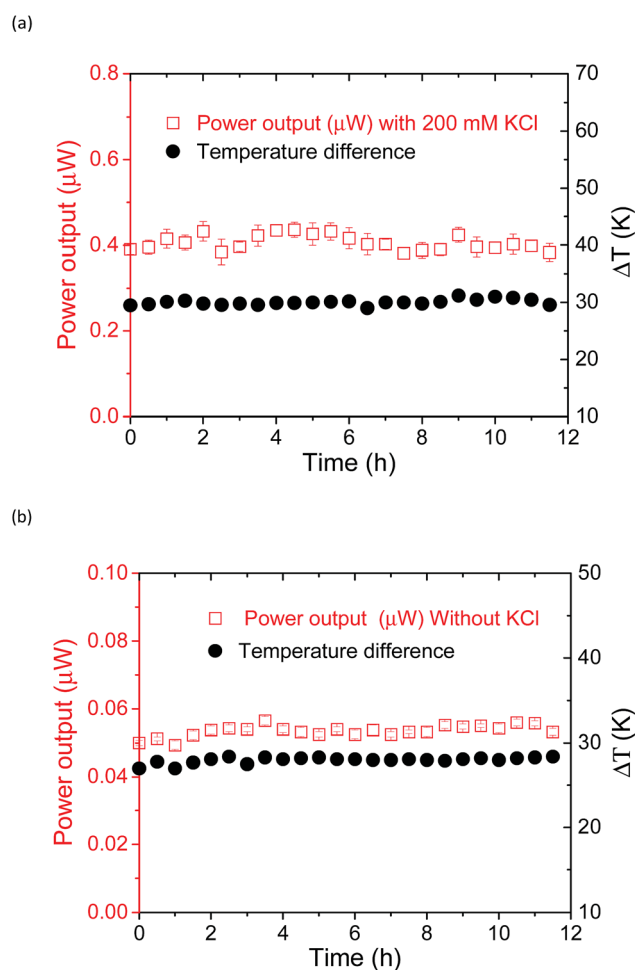 (a)
Power output (μW) with 200 mM KCl
Temperature difference
Power output (μW)
0.8
0.6
0.4
0.2
0.0
70
60
50
40
30
20
10
ΔT (K)
0 2 4 6 8 10 12
Time (h)
(b)
Power output (μW) Without KCl
Temperature difference
Power output (μW)
0.10
0.08
0.06
0.04
0.02
0.00
50
40
30
20
10
ΔT (K)
0 2 4 6 8 10 12
Time (h)